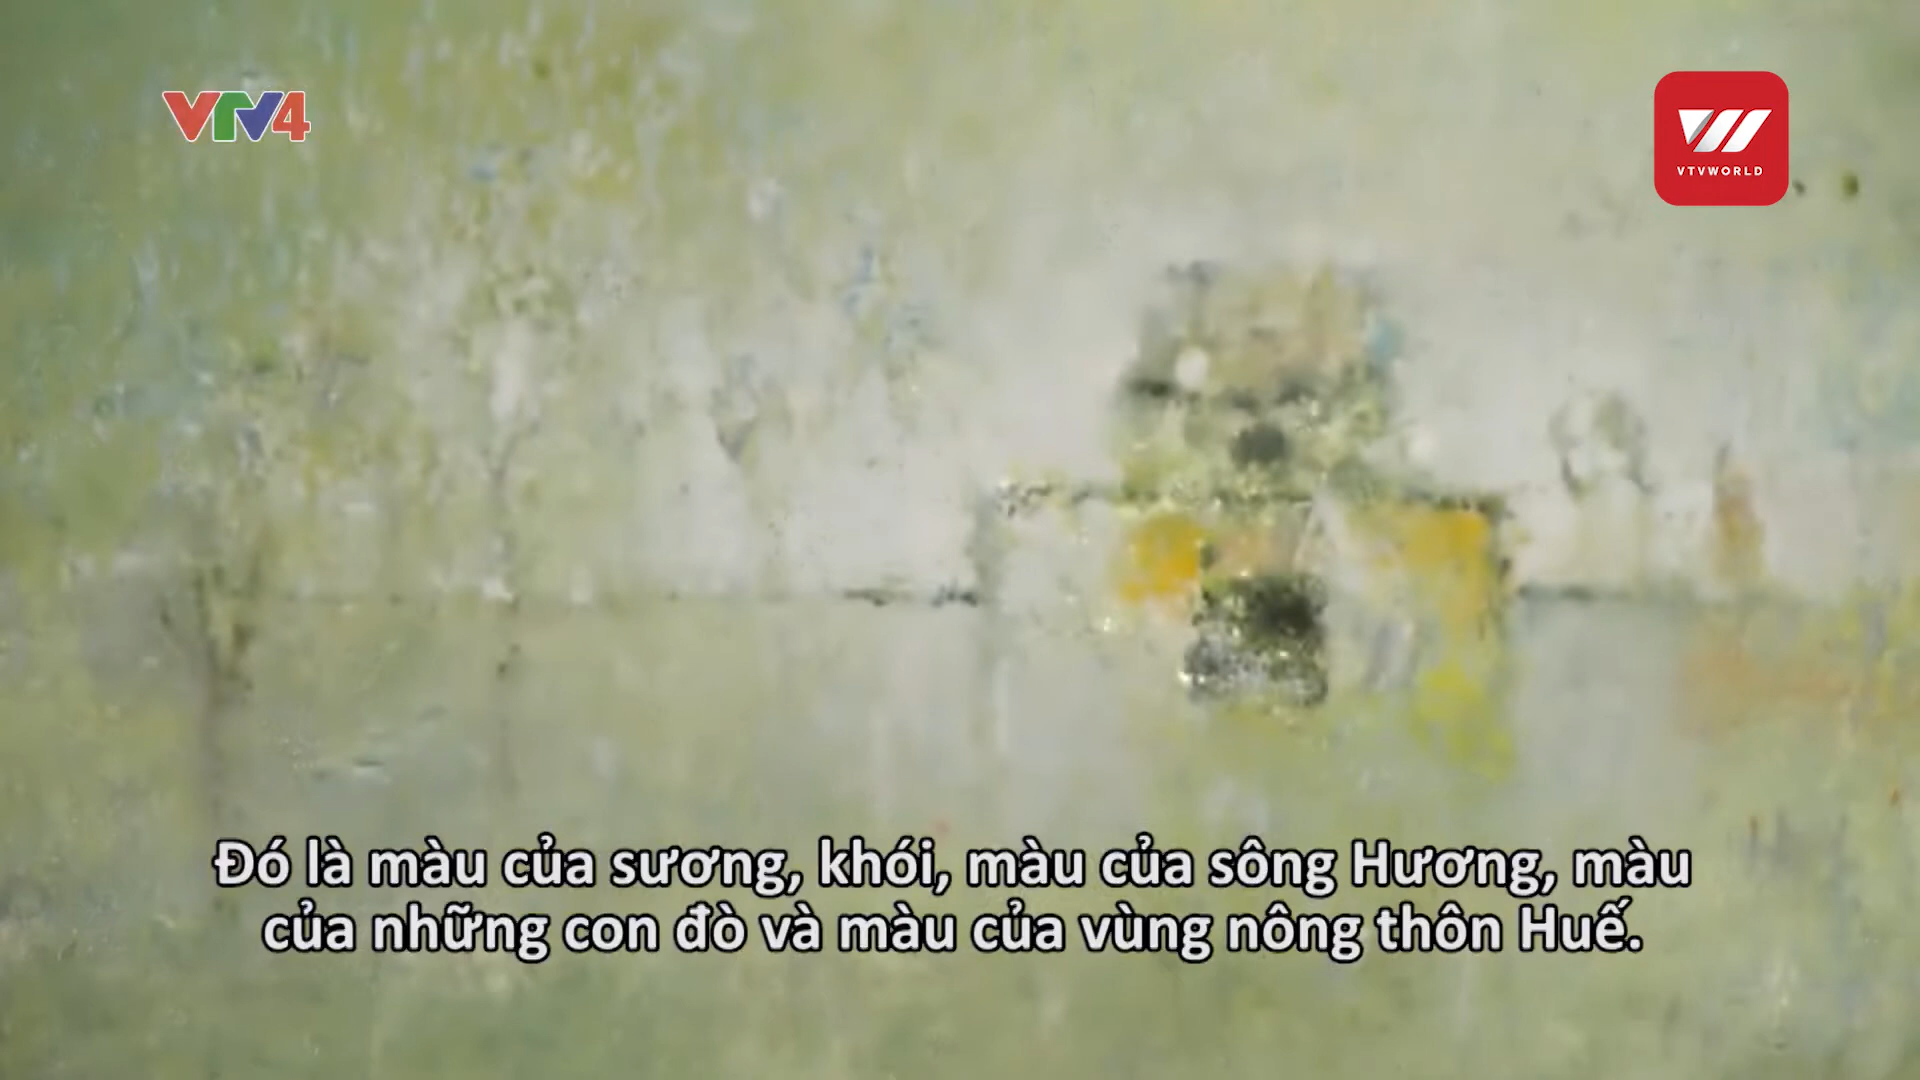 VTV4
VTVWORLD
Đó là màu của sương, khói, màu của sông Hương, màu
của những con đò và màu của vùng nông thôn Huế.